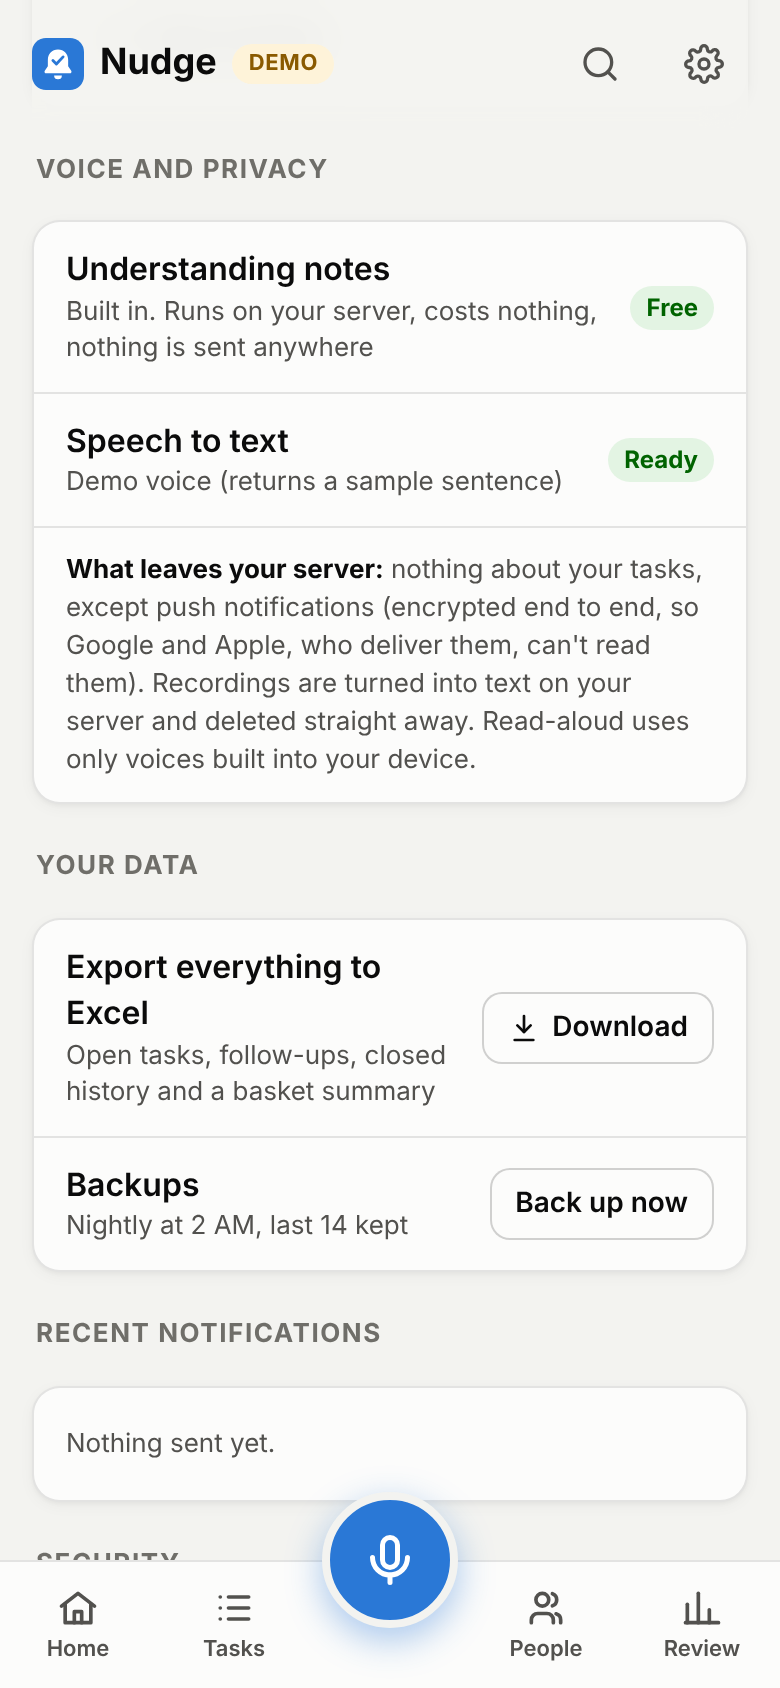 Nudge DEMO
VOICE AND PRIVACY
Understanding notes
Built in. Runs on your server, costs nothing,
nothing is sent anywhere
Free
Speech to text
Demo voice (returns a sample sentence)
Ready
What leaves your server: nothing about your tasks,
except push notifications (encrypted end to end, so
Google and Apple, who deliver them, can't read
them). Recordings are turned into text on your
server and deleted straight away. Read-aloud uses
only voices built into your device.
YOUR DATA
Export everything to
Excel
Open tasks, follow-ups, closed
history and a basket summary
Download
Backups
Nightly at 2 AM, last 14 kept
Back up now
RECENT NOTIFICATIONS
Nothing sent yet.
SECURITY
Home
Tasks
People
Review